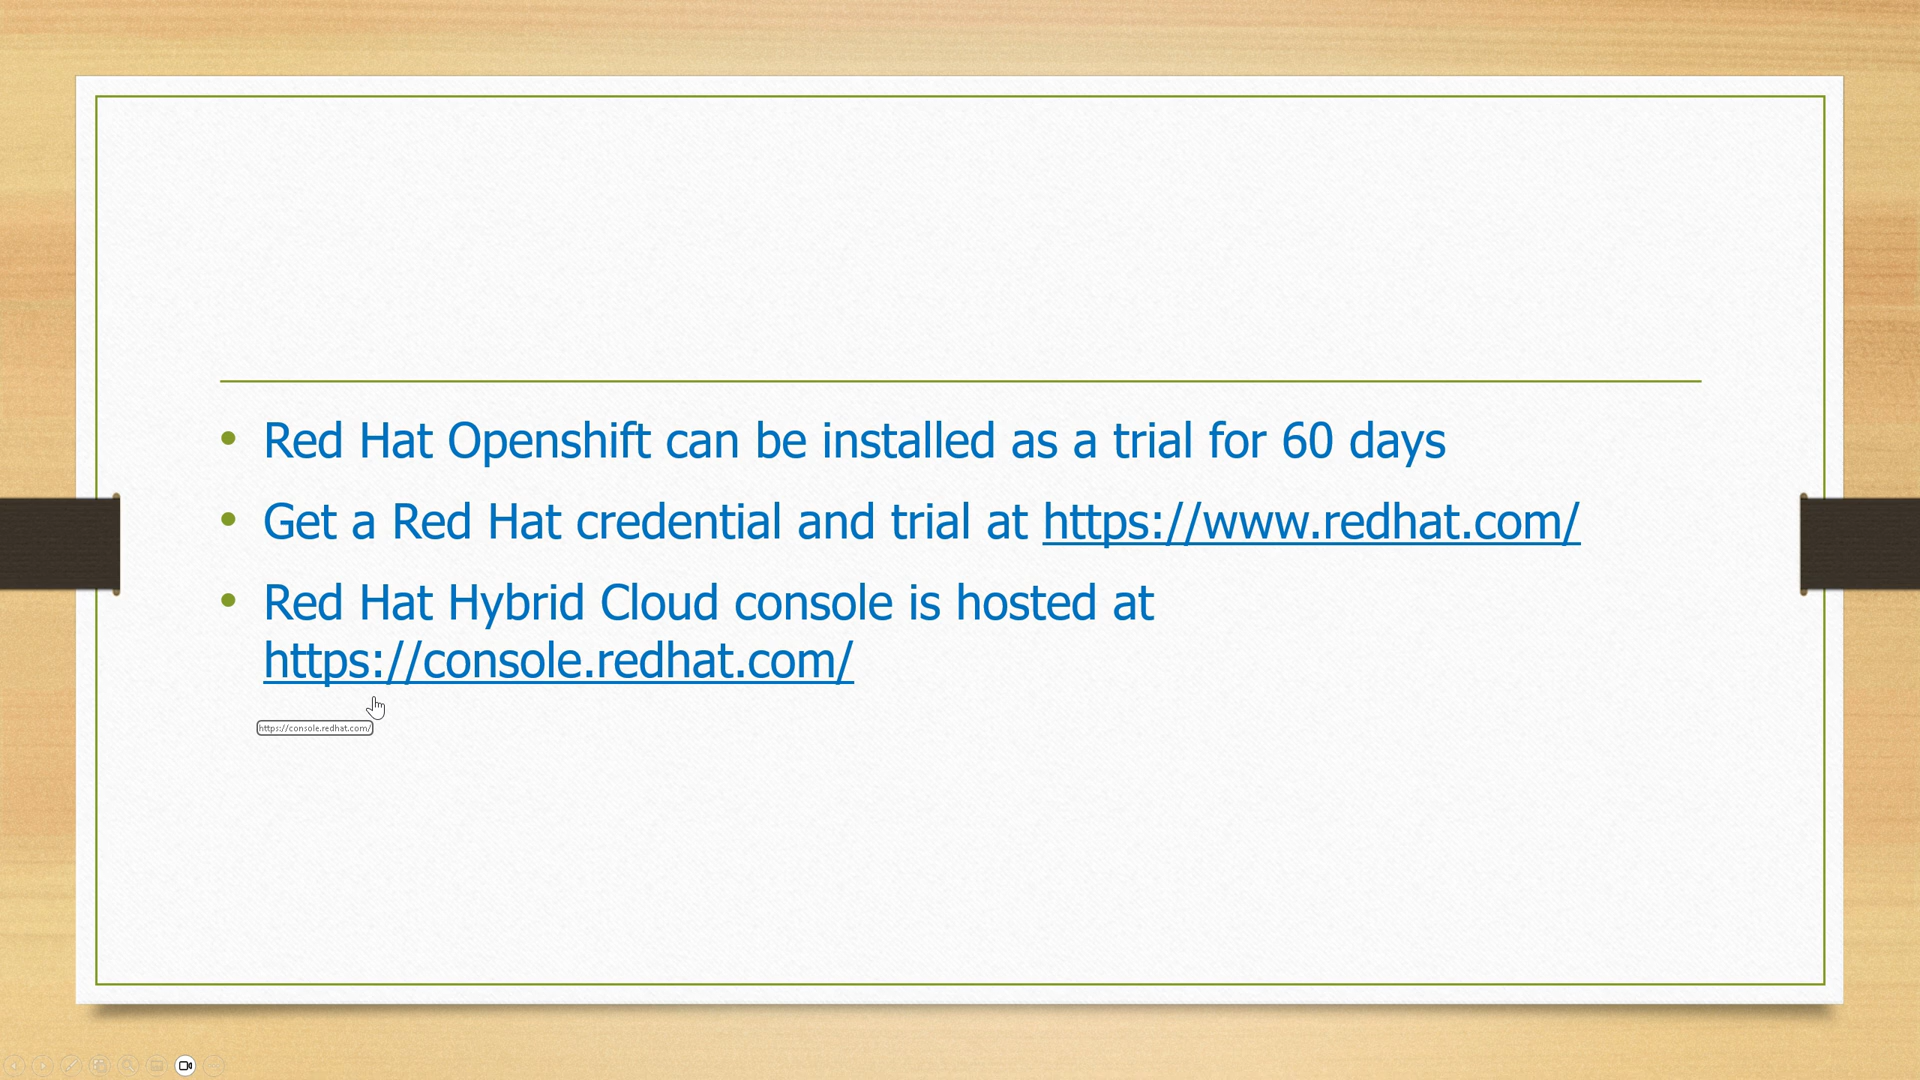 • Red Hat Openshift can be installed as a trial for 60 days
• Get a Red Hat credential and trial at https://www.redhat.com/
• Red Hat Hybrid Cloud console is hosted at
https://console.redhat.com/
https://console.redhat.com/